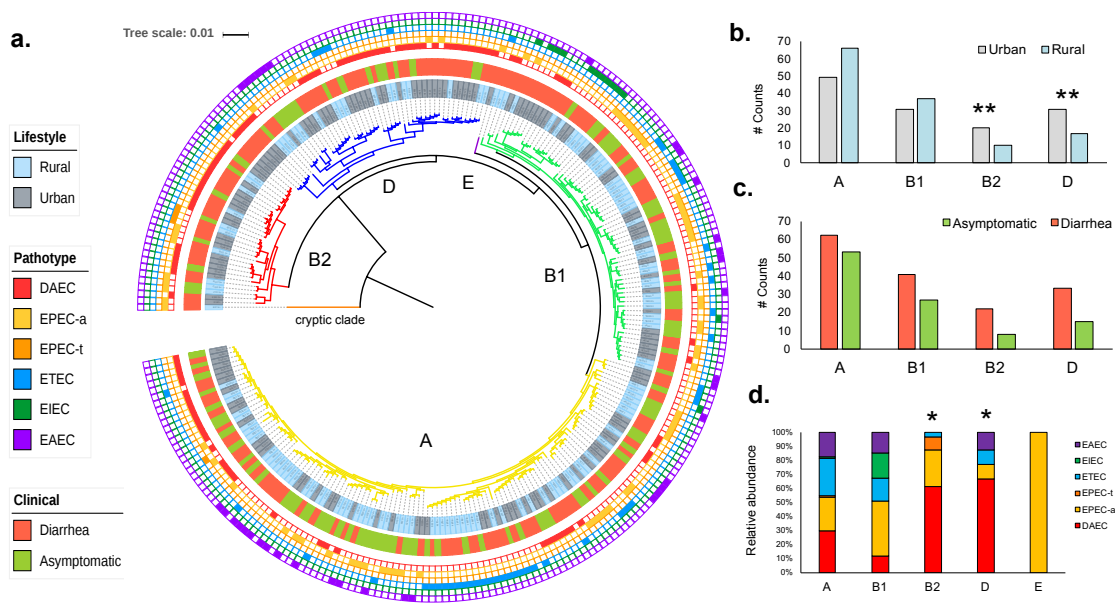 a.
Tree scale: 0.01
Lifestyle
Rural
Urban
Pathotype
DAEC
EPEC-a
EPEC-t
ETEC
EIEC
EAEC
Clinical
Diarrhea
Asymptomatic
D
E
B2
B1
cryptic clade
A
b.
Urban
Rural
# Counts
70
60
50
40
30
20
10
0
**
**
A
B1
B2
D
c.
Asymptomatic
Diarrhea
# Counts
70
60
50
40
30
20
10
0
A
B1
B2
D
d.
*
*
Relative abundance
100%
90%
80%
70%
60%
50%
40%
30%
20%
10%
0%
A
B1
B2
D
E
EAEC
EIEC
ETEC
EPEC-t
EPEC-a
DAEC